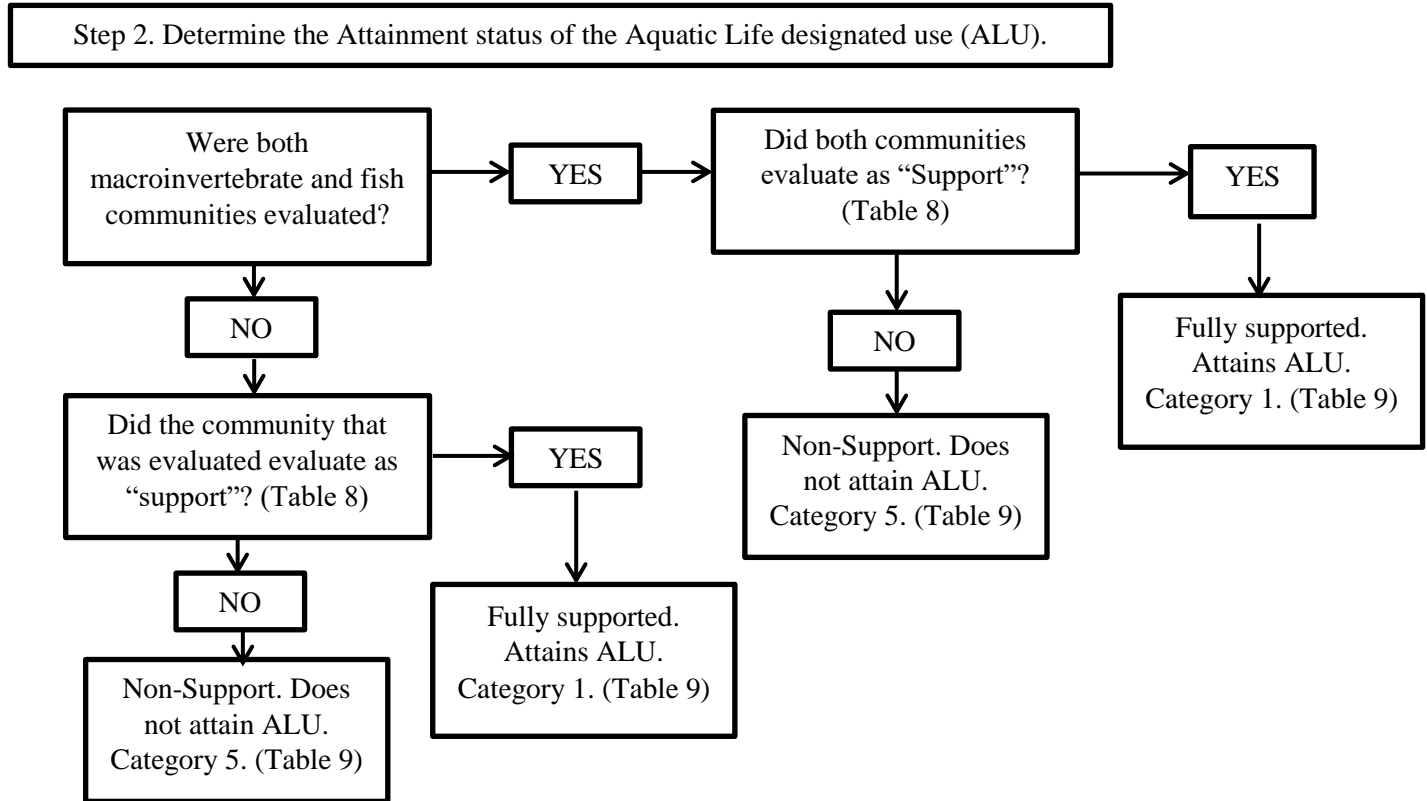 Step 2. Determine the Attainment status of the Aquatic Life designated use (ALU).
Were both
macroinvertebrate and fish
communities evaluated?
YES
Did both communities
evaluate as “Support”?
(Table 8)
YES
NO
NO
Fully supported.
Attains ALU.
Category 1. (Table 9)
Did the community that
was evaluated evaluate as
“support”? (Table 8)
YES
Non-Support. Does
not attain ALU.
Category 5. (Table 9)
NO
Fully supported.
Attains ALU.
Category 1. (Table 9)
Non-Support. Does
not attain ALU.
Category 5. (Table 9)